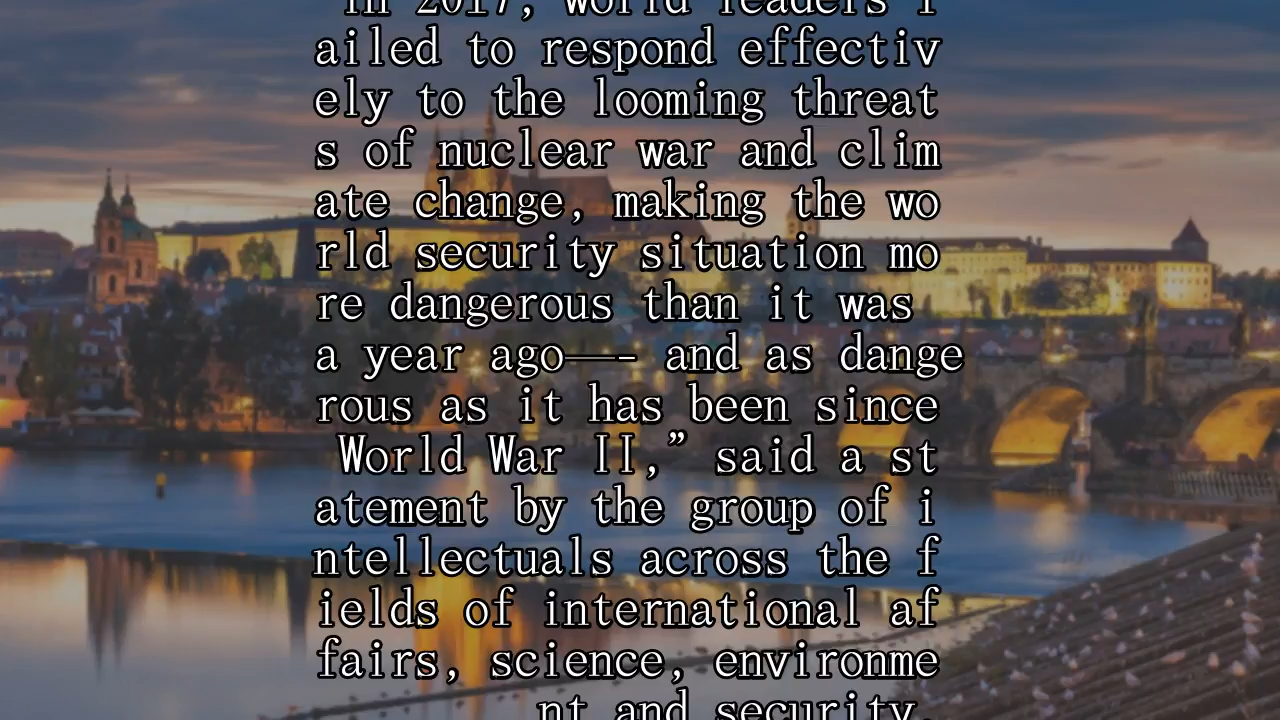 in 2017, world leaders f
ailed to respond effectiv
ely to the looming threat
s of nuclear war and clim
ate change, making the wo
rld security situation mo
re dangerous than it was
a year ago——- and as dange
rous as it has been since
World War II,” said a st
atement by the group of i
ntellectuals across the f
ields of international af
fairs, science, environme
nt and security.